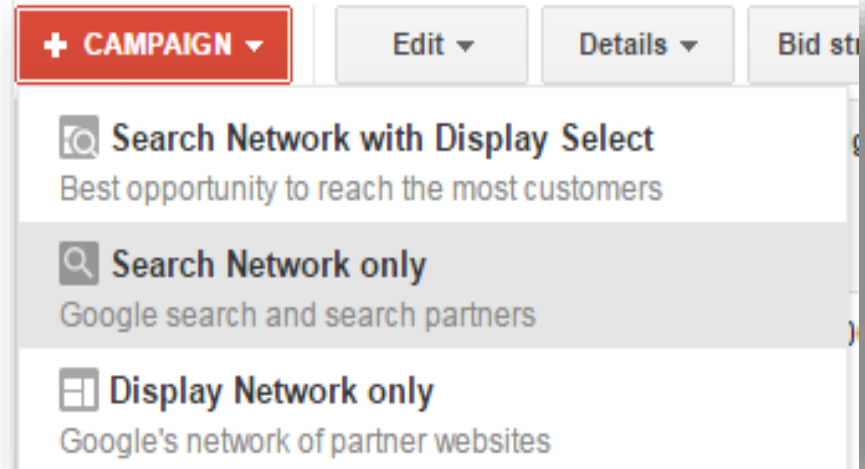 + CAMPAIGN Edit Details Bid
Search Network with Display Select
Best opportunity to reach the most customers
Search Network only
Google search and search partners
Display Network only
Google's network of partner websites